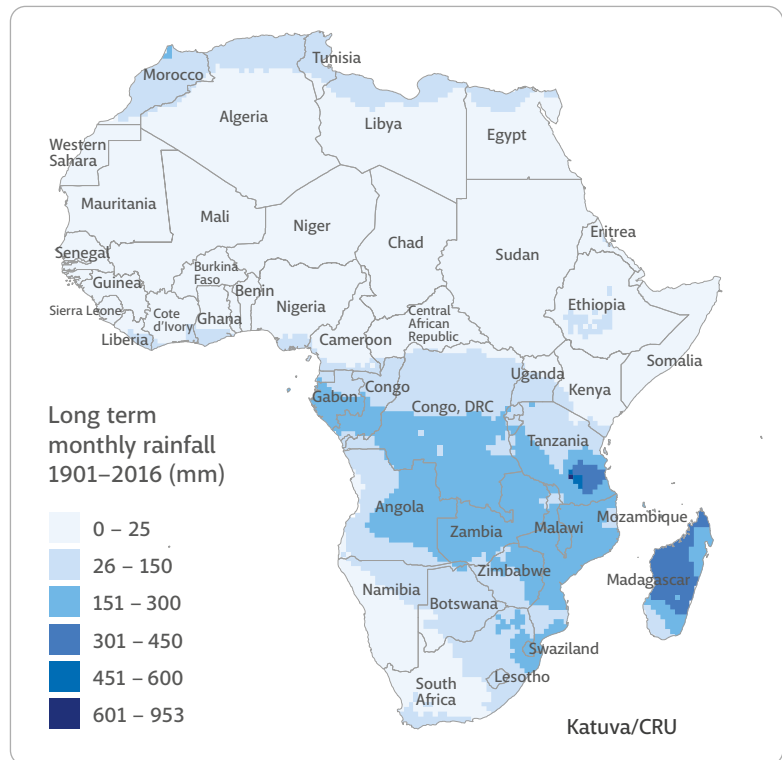 Tunisia
Morocco
Algeria
Libya
Egypt
Western
Sahara
Mauritania
Mali
Niger
Chad
Sudan
Eritrea
Senegal
Burkina
Faso
Guinea
Benin
Nigeria
Ethiopia
Sierra Leone
Cote
d'Ivory
Ghana
Central
African
Republic
Liberia
Cameroon
Somalia
Uganda
Kenya
Congo
Gabon
Congo, DRC
Tanzania
Long term
monthly rainfall
1901–2016 (mm)
0 – 25
26 – 150
151 – 300
301 – 450
451 – 600
601 – 953
Angola
Zambia
Malawi
Mozambique
Zimbabwe
Madagascar
Namibia
Botswana
Swaziland
Lesotho
South
Africa
Katuva/CRU